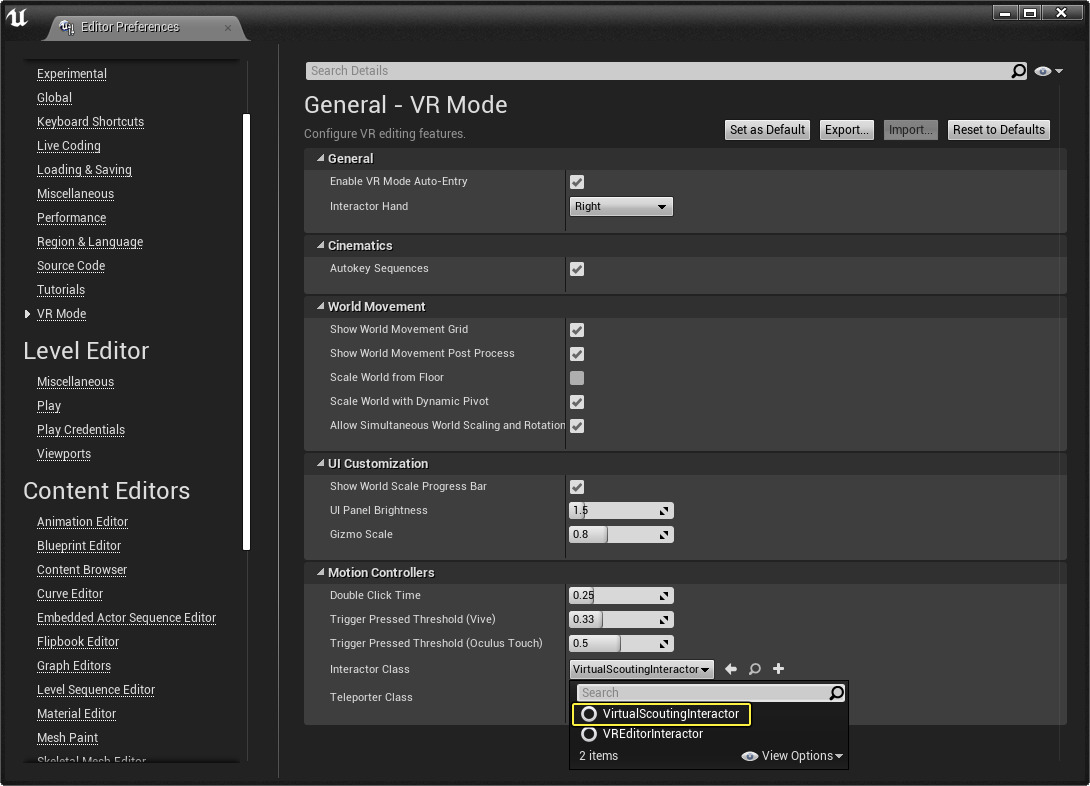 Editor Preferences
Experimental
Global
Keyboard Shortcuts
Live Coding
Loading & Saving
Miscellaneous
Performance
Region & Language
Source Code
Tutorials
VR Mode
Level Editor
Miscellaneous
Play
Play Credentials
Viewports
Content Editors
Animation Editor
Blueprint Editor
Content Browser
Curve Editor
Embedded Actor Sequence Editor
Flipbook Editor
Graph Editors
Level Sequence Editor
Material Editor
Mesh Paint
Skeletal Mesh Editor
Search Details
General - VR Mode
Configure VR editing features.
Set as Default Export... Import... Reset to Defaults
General
Enable VR Mode Auto-Entry
Interactor Hand Right
Cinematics
Autokey Sequences
World Movement
Show World Movement Grid
Show World Movement Post Process
Scale World from Floor
Scale World with Dynamic Pivot
Allow Simultaneous World Scaling and Rotation
UI Customization
Show World Scale Progress Bar
UI Panel Brightness 1.5
Gizmo Scale 0.8
Motion Controllers
Double Click Time 0.25
Trigger Pressed Threshold (Vive) 0.33
Trigger Pressed Threshold (Oculus Touch) 0.5
Interactor Class VirtualScoutingInteractor
Teleporter Class
Search
VirtualScoutingInteractor
VREditorInteractor
2 items View Options